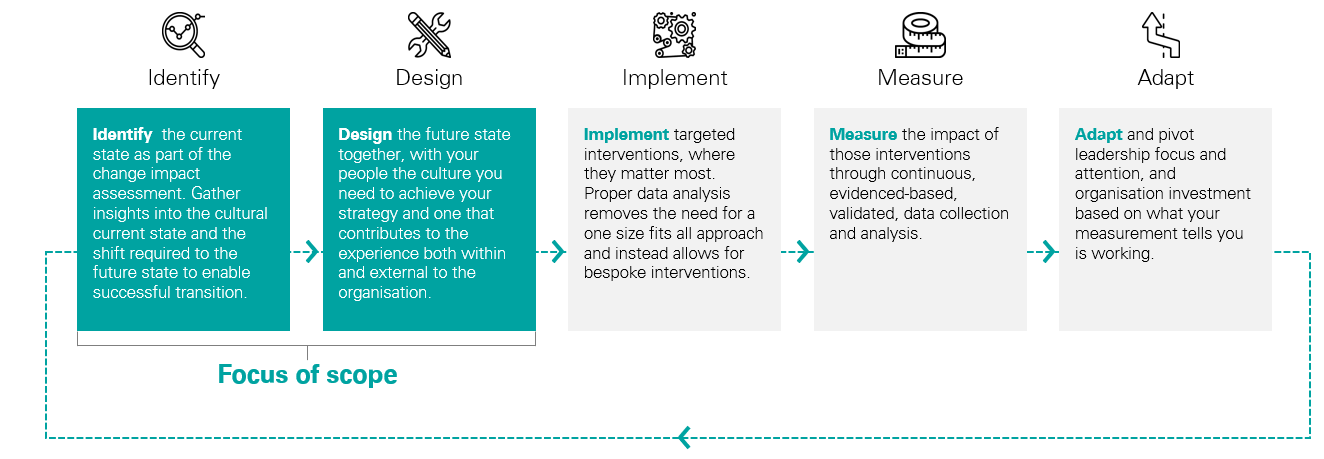 Identify
Design
Implement
Measure
Adapt
Identify the current
state as part of the
change impact
assessment. Gather
insights into the cultural
current state and the
shift required to the
future state to enable
successful transition.
Design the future state
together, with your
people the culture you
need to achieve your
strategy and one that
contributes to the
experience both within
and external to the
organisation.
Implement targeted
interventions, where
they matter most.
Proper data analysis
removes the need for a
one size fits all approach
and instead allows for
bespoke interventions.
Measure the impact of
those interventions
through continuous,
evidenced-based,
validated, data collection
and analysis.
Adapt and pivot
leadership focus and
attention, and
organisation investment
based on what your
measurement tells you
is working.
Focus of scope